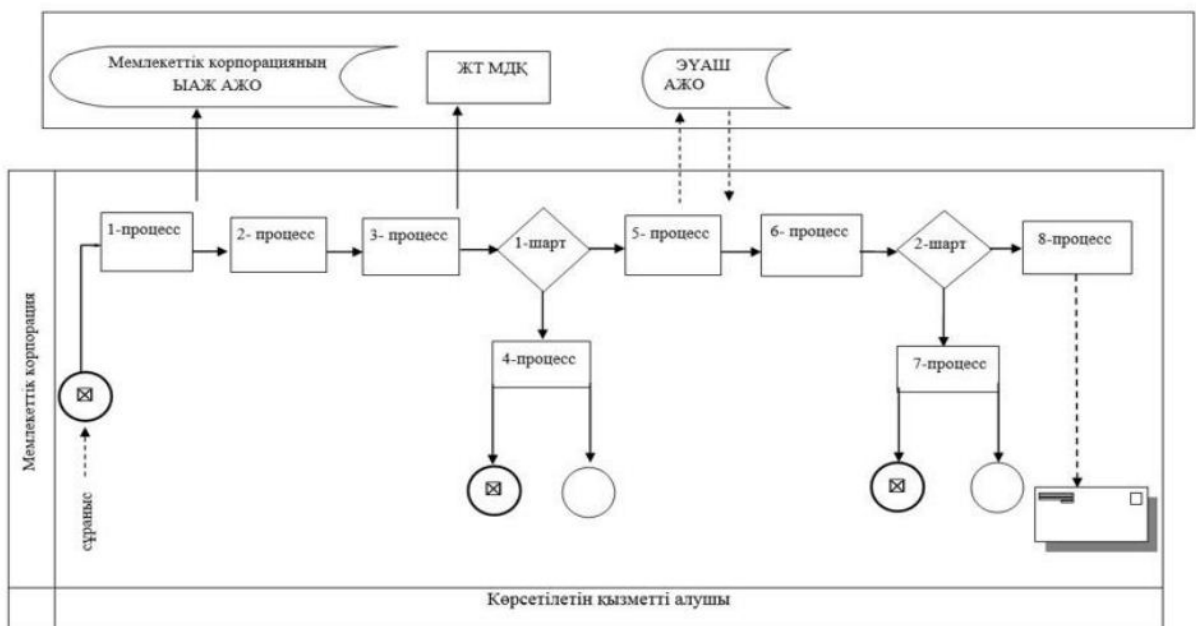 Мемлекеттік корпорацияның
ЫАЖ АЖО
ЖТ МДҚ
ЭҮАШ
АЖО
1-процесс
2- процесс
3- процесс
1-шарт
5- процесс
6- процесс
2-шарт
8-процесс
4-процесс
7-процесс
Мемлекеттік корпорация
сұраныс
Көрсетілетін қызметті алушы